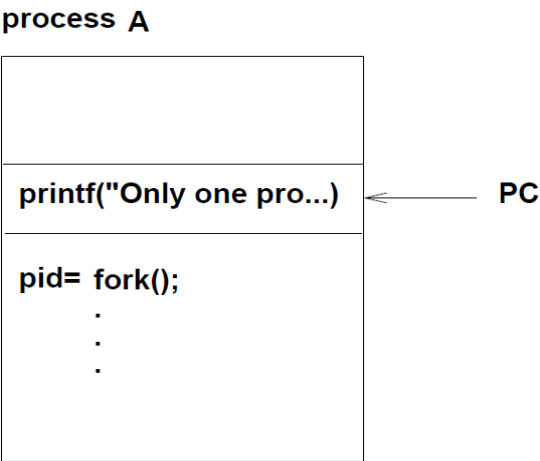 process A
printf("Only one pro...) PC
pid= fork();
.
.
.